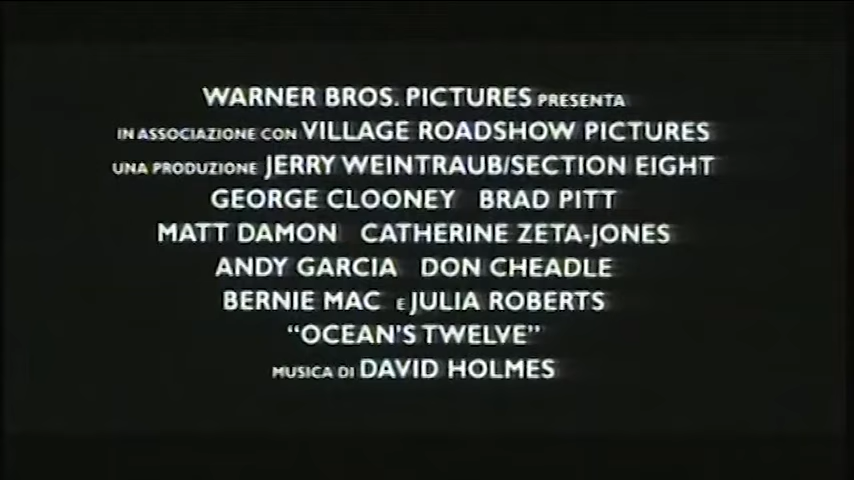 WARNER BROS. PICTURES PRESENTA
IN ASSOCIAZIONE CON VILLAGE ROADSHOW PICTURES
UNA PRODUZIONE JERRY WEINTRAUB/SECTION EIGHT
GEORGE CLOONEY BRAD PITT
MATT DAMON CATHERINE ZETA-JONES
ANDY GARCIA DON CHEADLE
BERNIE MAC E JULIA ROBERTS
"OCEAN'S TWELVE"
MUSICA DI DAVID HOLMES